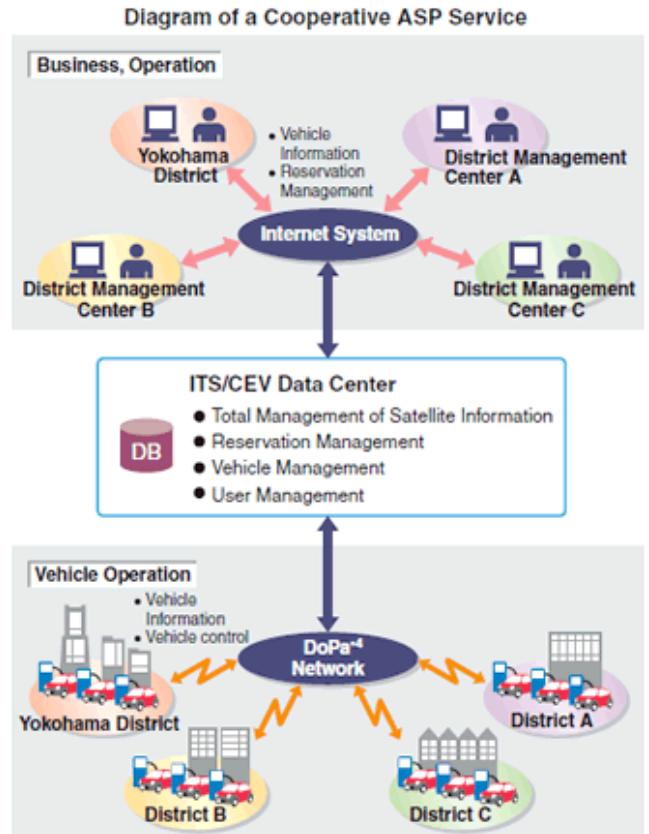 Diagram of a Cooperative ASP Service
Business, Operation
Yokohama
District
• Vehicle
Information
• Reservation
Management
District Management
Center A
Internet System
District Management
Center B
District Management
Center C
ITS/CEV Data Center
DB
● Total Management of Satellite Information
● Reservation Management
● Vehicle Management
● User Management
Vehicle Operation
• Vehicle
Information
• Vehicle control
DoPa*4
Network
Yokohama District
District A
District B
District C